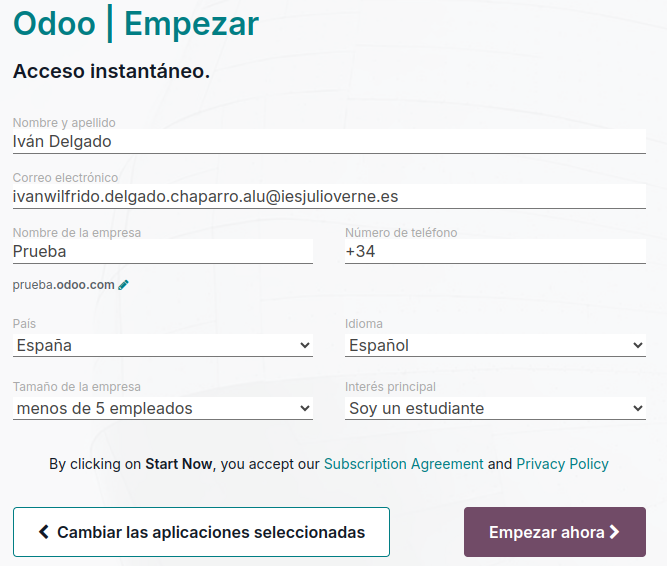 Odoo | Empezar
Acceso instantáneo.
Nombre y apellido
Iván Delgado
Correo electrónico
ivanwilfrido.delgado.chaparro.alu@iesjulioverne.es
Nombre de la empresa
Prueba
prueba.odoo.com
Número de teléfono
+34
País
España
Idioma
Español
Tamaño de la empresa
menos de 5 empleados
Interés principal
Soy un estudiante
By clicking on Start Now, you accept our Subscription Agreement and Privacy Policy
Cambiar las aplicaciones seleccionadas
Empezar ahora